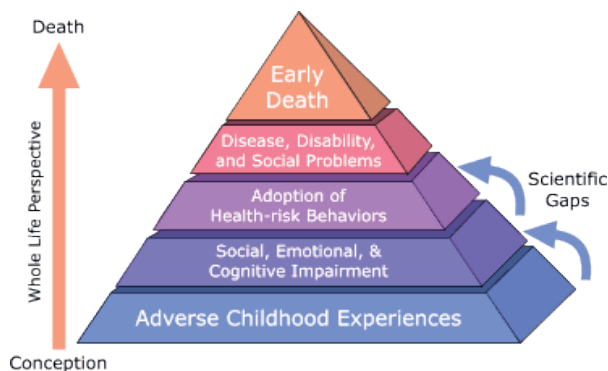 Death
Whole Life Perspective
Conception
Early
Death
Disease, Disability,
and Social Problems
Adoption of
Health-risk Behaviors
Social, Emotional, &
Cognitive Impairment
Adverse Childhood Experiences
Scientific
Gaps